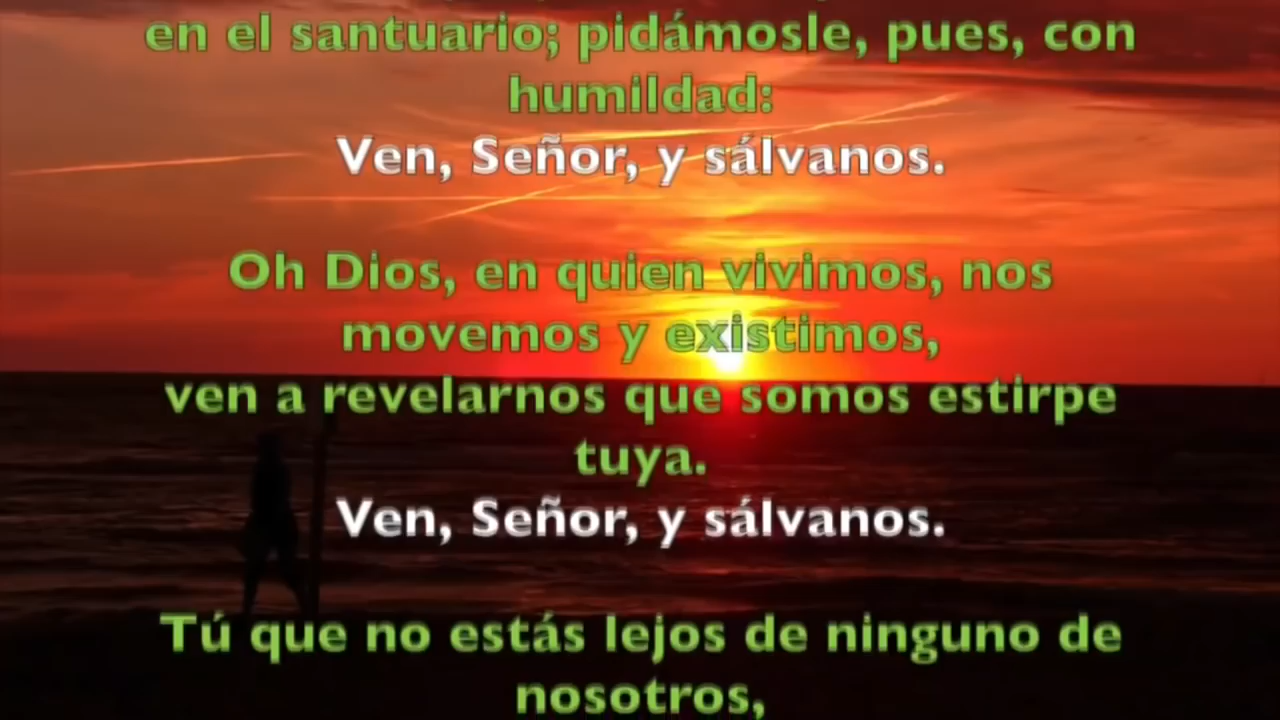 en el santuario; pidámosle, pues, con
humildad:
Ven, Señor, y sálvanos.
Oh Dios, en quien vivimos, nos
movemos y existimos,
ven a revelarnos que somos estirpe
tuya.
Ven, Señor, y sálvanos.
Tú que no estás lejos de ninguno de
nosotros,